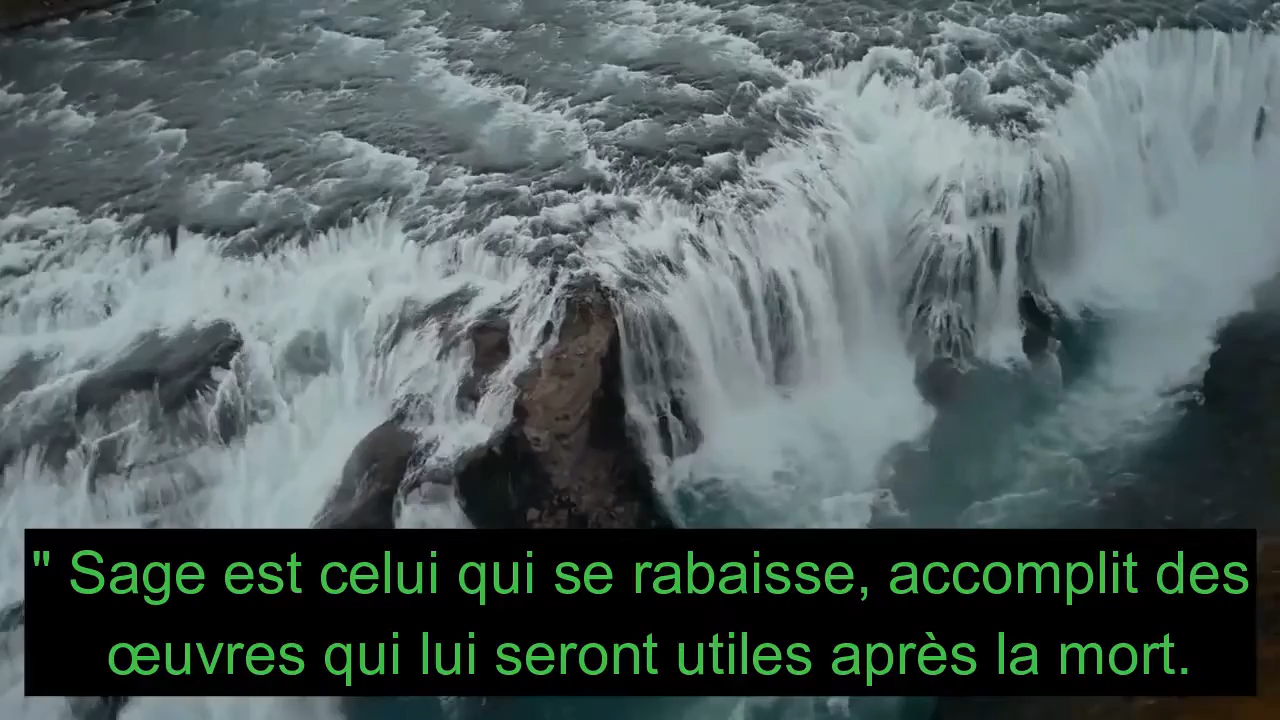 " Sage est celui qui se rabaisse, accomplit des
œuvres qui lui seront utiles après la mort.